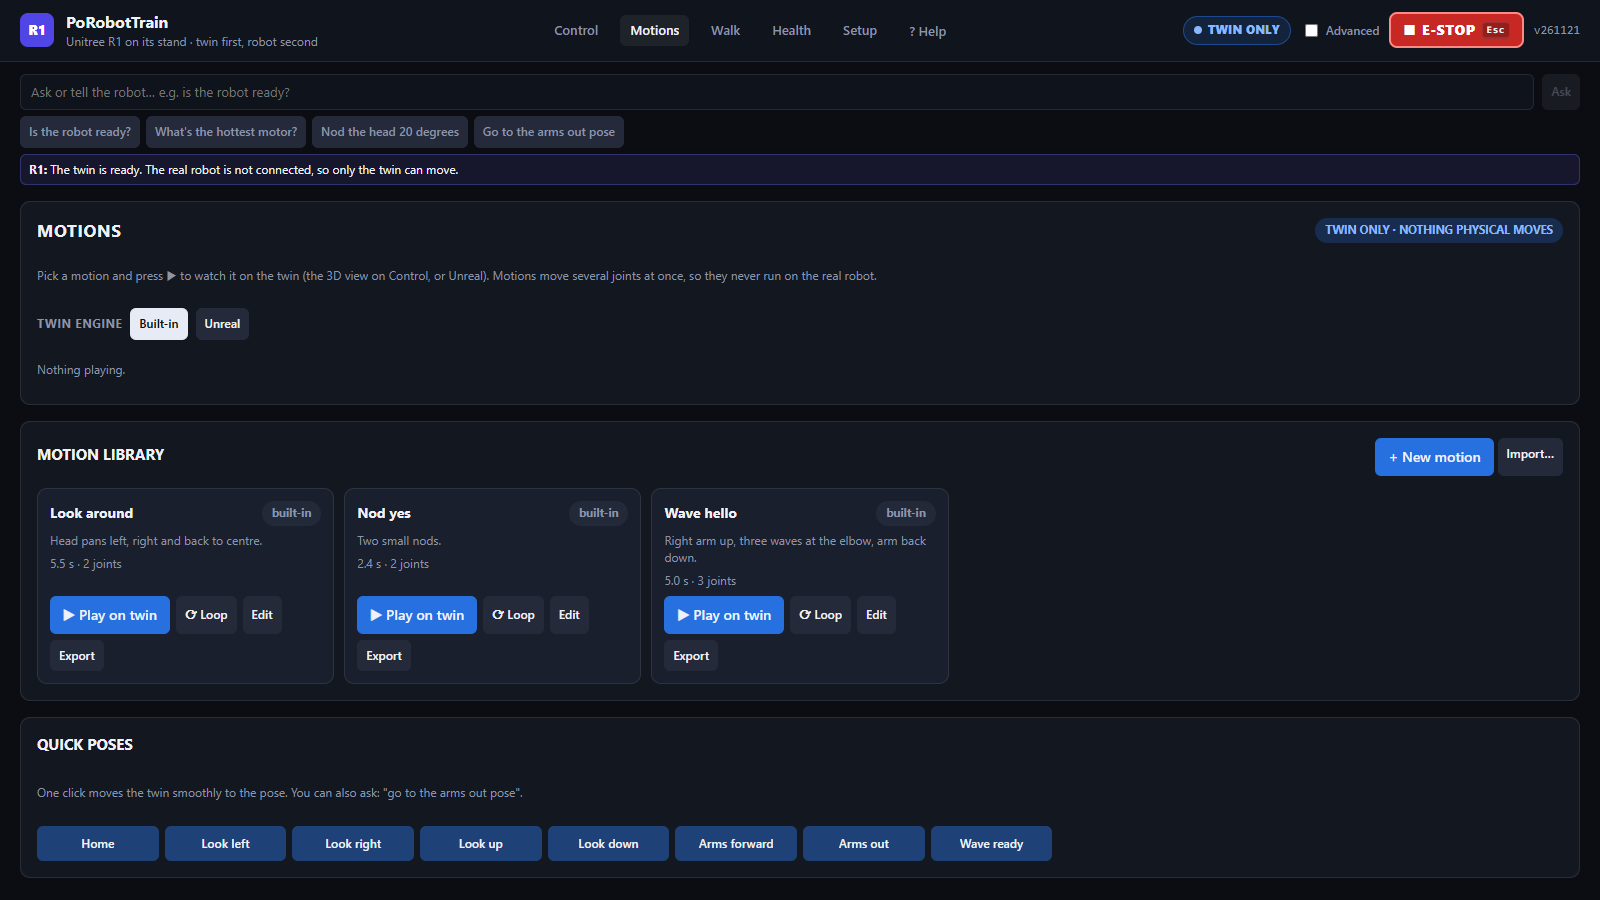 R1
PoRobotTrain
Unitree R1 on its stand · twin first, robot second
Control
Motions
Walk
Health
Setup
? Help
TWIN ONLY
Advanced
E-STOP Esc
v261121
Ask or tell the robot... e.g. is the robot ready?
Ask
Is the robot ready?
What's the hottest motor?
Nod the head 20 degrees
Go to the arms out pose
R1: The twin is ready. The real robot is not connected, so only the twin can move.
MOTIONS
TWIN ONLY · NOTHING PHYSICAL MOVES
Pick a motion and press ▶ to watch it on the twin (the 3D view on Control, or Unreal). Motions move several joints at once, so they never run on the real robot.
TWIN ENGINE
Built-in
Unreal
Nothing playing.
MOTION LIBRARY
+ New motion
Import...
Look around
built-in
Head pans left, right and back to centre.
5.5 s · 2 joints
▶ Play on twin
⟳ Loop
Edit
Export
Nod yes
built-in
Two small nods.
2.4 s · 2 joints
▶ Play on twin
⟳ Loop
Edit
Export
Wave hello
built-in
Right arm up, three waves at the elbow, arm back
down.
5.0 s · 3 joints
▶ Play on twin
⟳ Loop
Edit
Export
QUICK POSES
One click moves the twin smoothly to the pose. You can also ask: "go to the arms out pose".
Home
Look left
Look right
Look up
Look down
Arms forward
Arms out
Wave ready